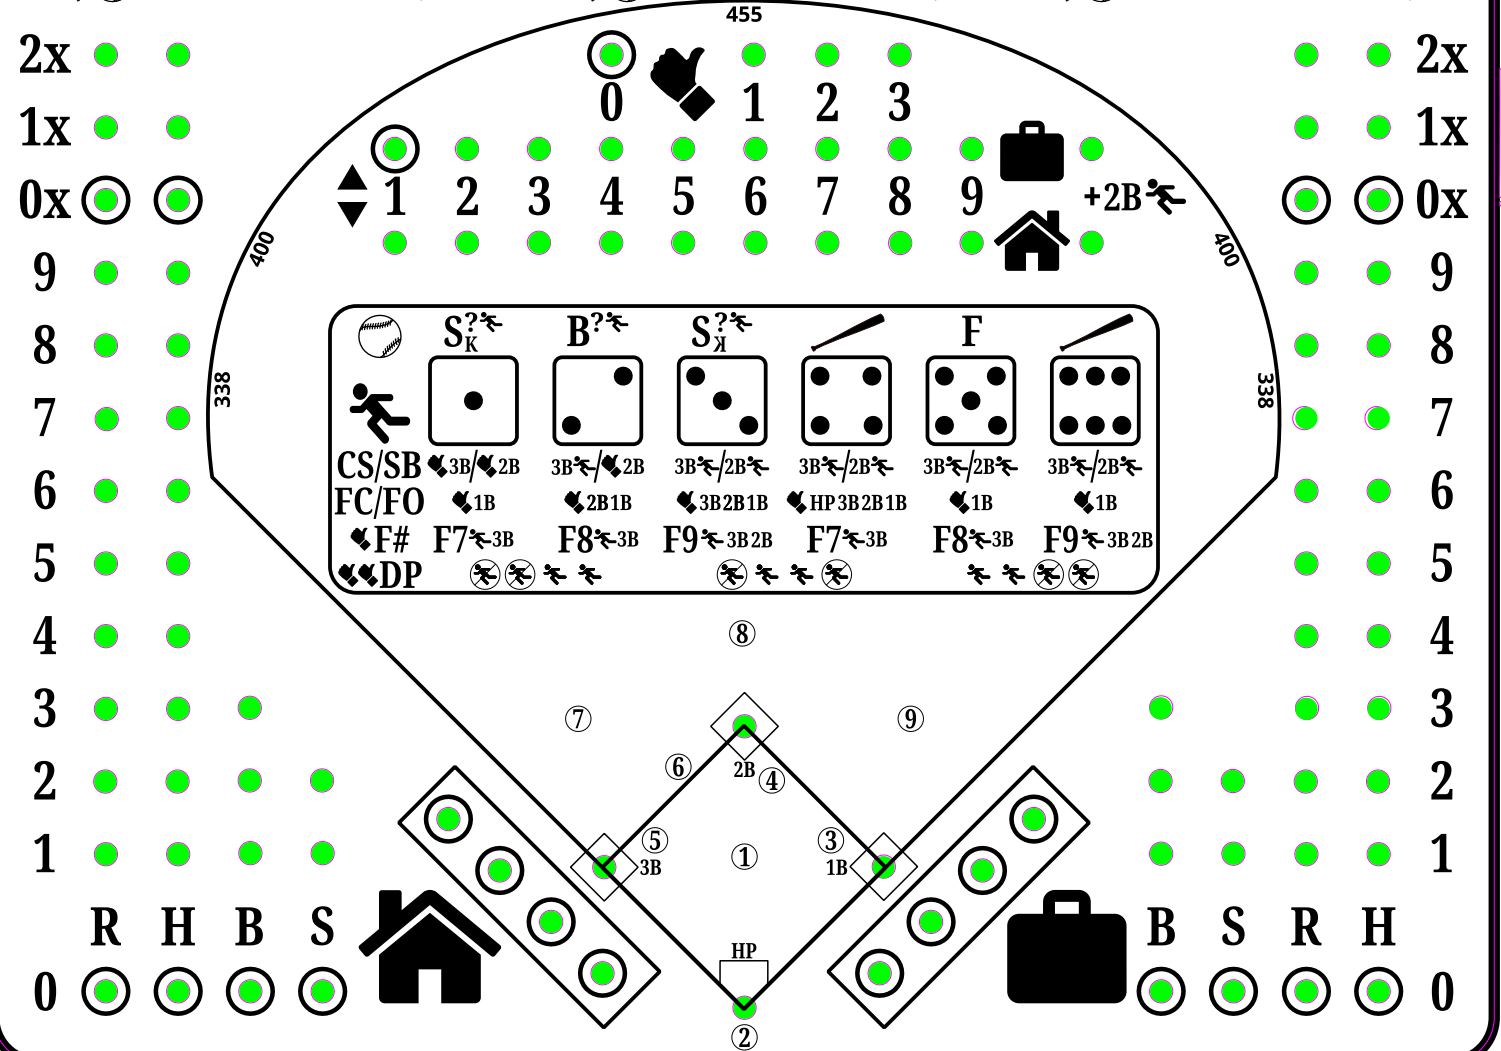 455
2x 2x
0 1 2 3
1x 1x
1 2 3 4 5 6 7 8 9 +2B
0x 0x
400 400
9 9
S?K B? S?K F
8 8
338 338
7 7
CS/SB 3B/2B 3B/2B 3B/2B 3B/2B 3B/2B 3B/2B
6 6
FC/FO 1B 2B1B 3B2B1B HP3B2B1B 1B 1B
F# F7 3B F8 3B F9 3B2B F7 3B F8 3B F9 3B2B
5 5
DP
4 8 4
3 7 9 3
6 2B 4
2 2
5 3B 1 3 1B
1 1
R H B S HP B S R H
0 0
2